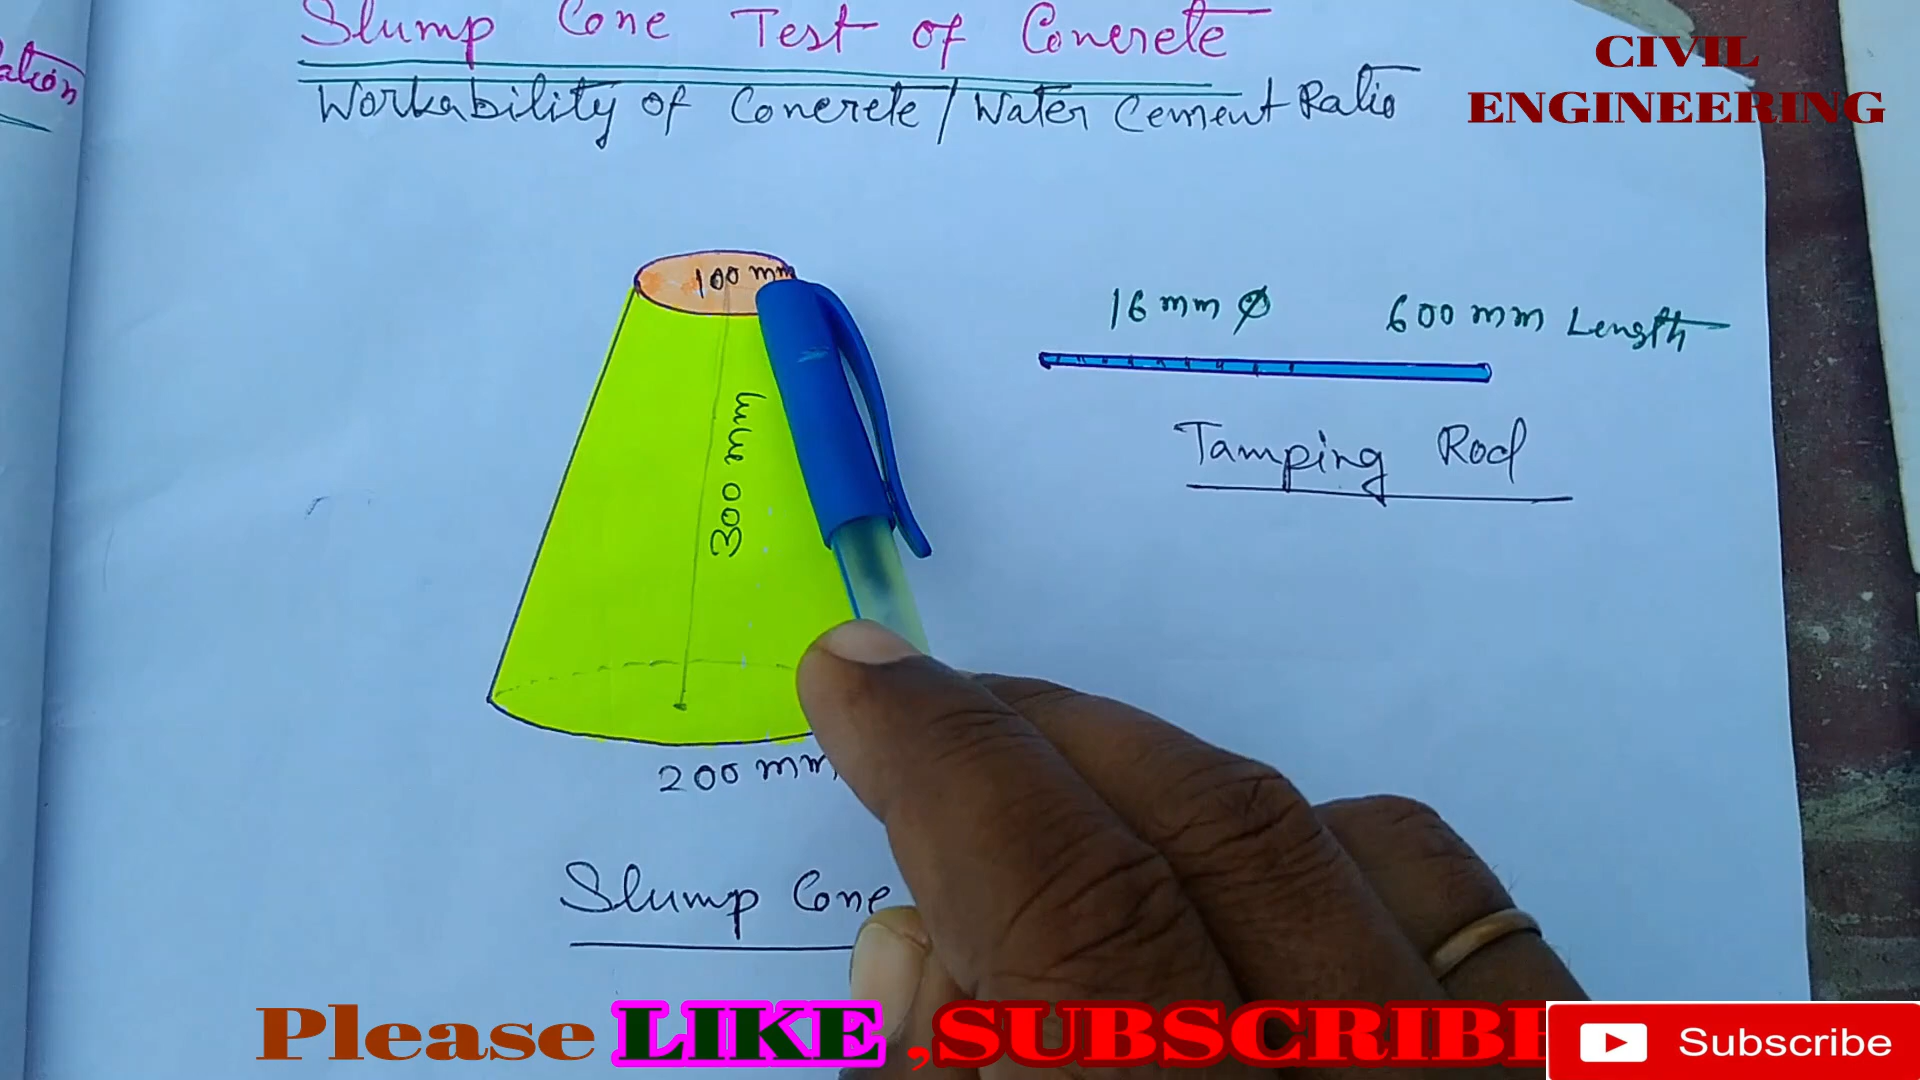 Slump Cone Test of Concrete
CIVIL
ENGINEERING
ation
Workability of Concrete / Water Cement Ratio
100 mm
16 mm Ø 600 mm Length
300 mm
Tamping Rod
200 mm
Slump Cone
Please LIKE ,SUBSCRIBE
Subscribe